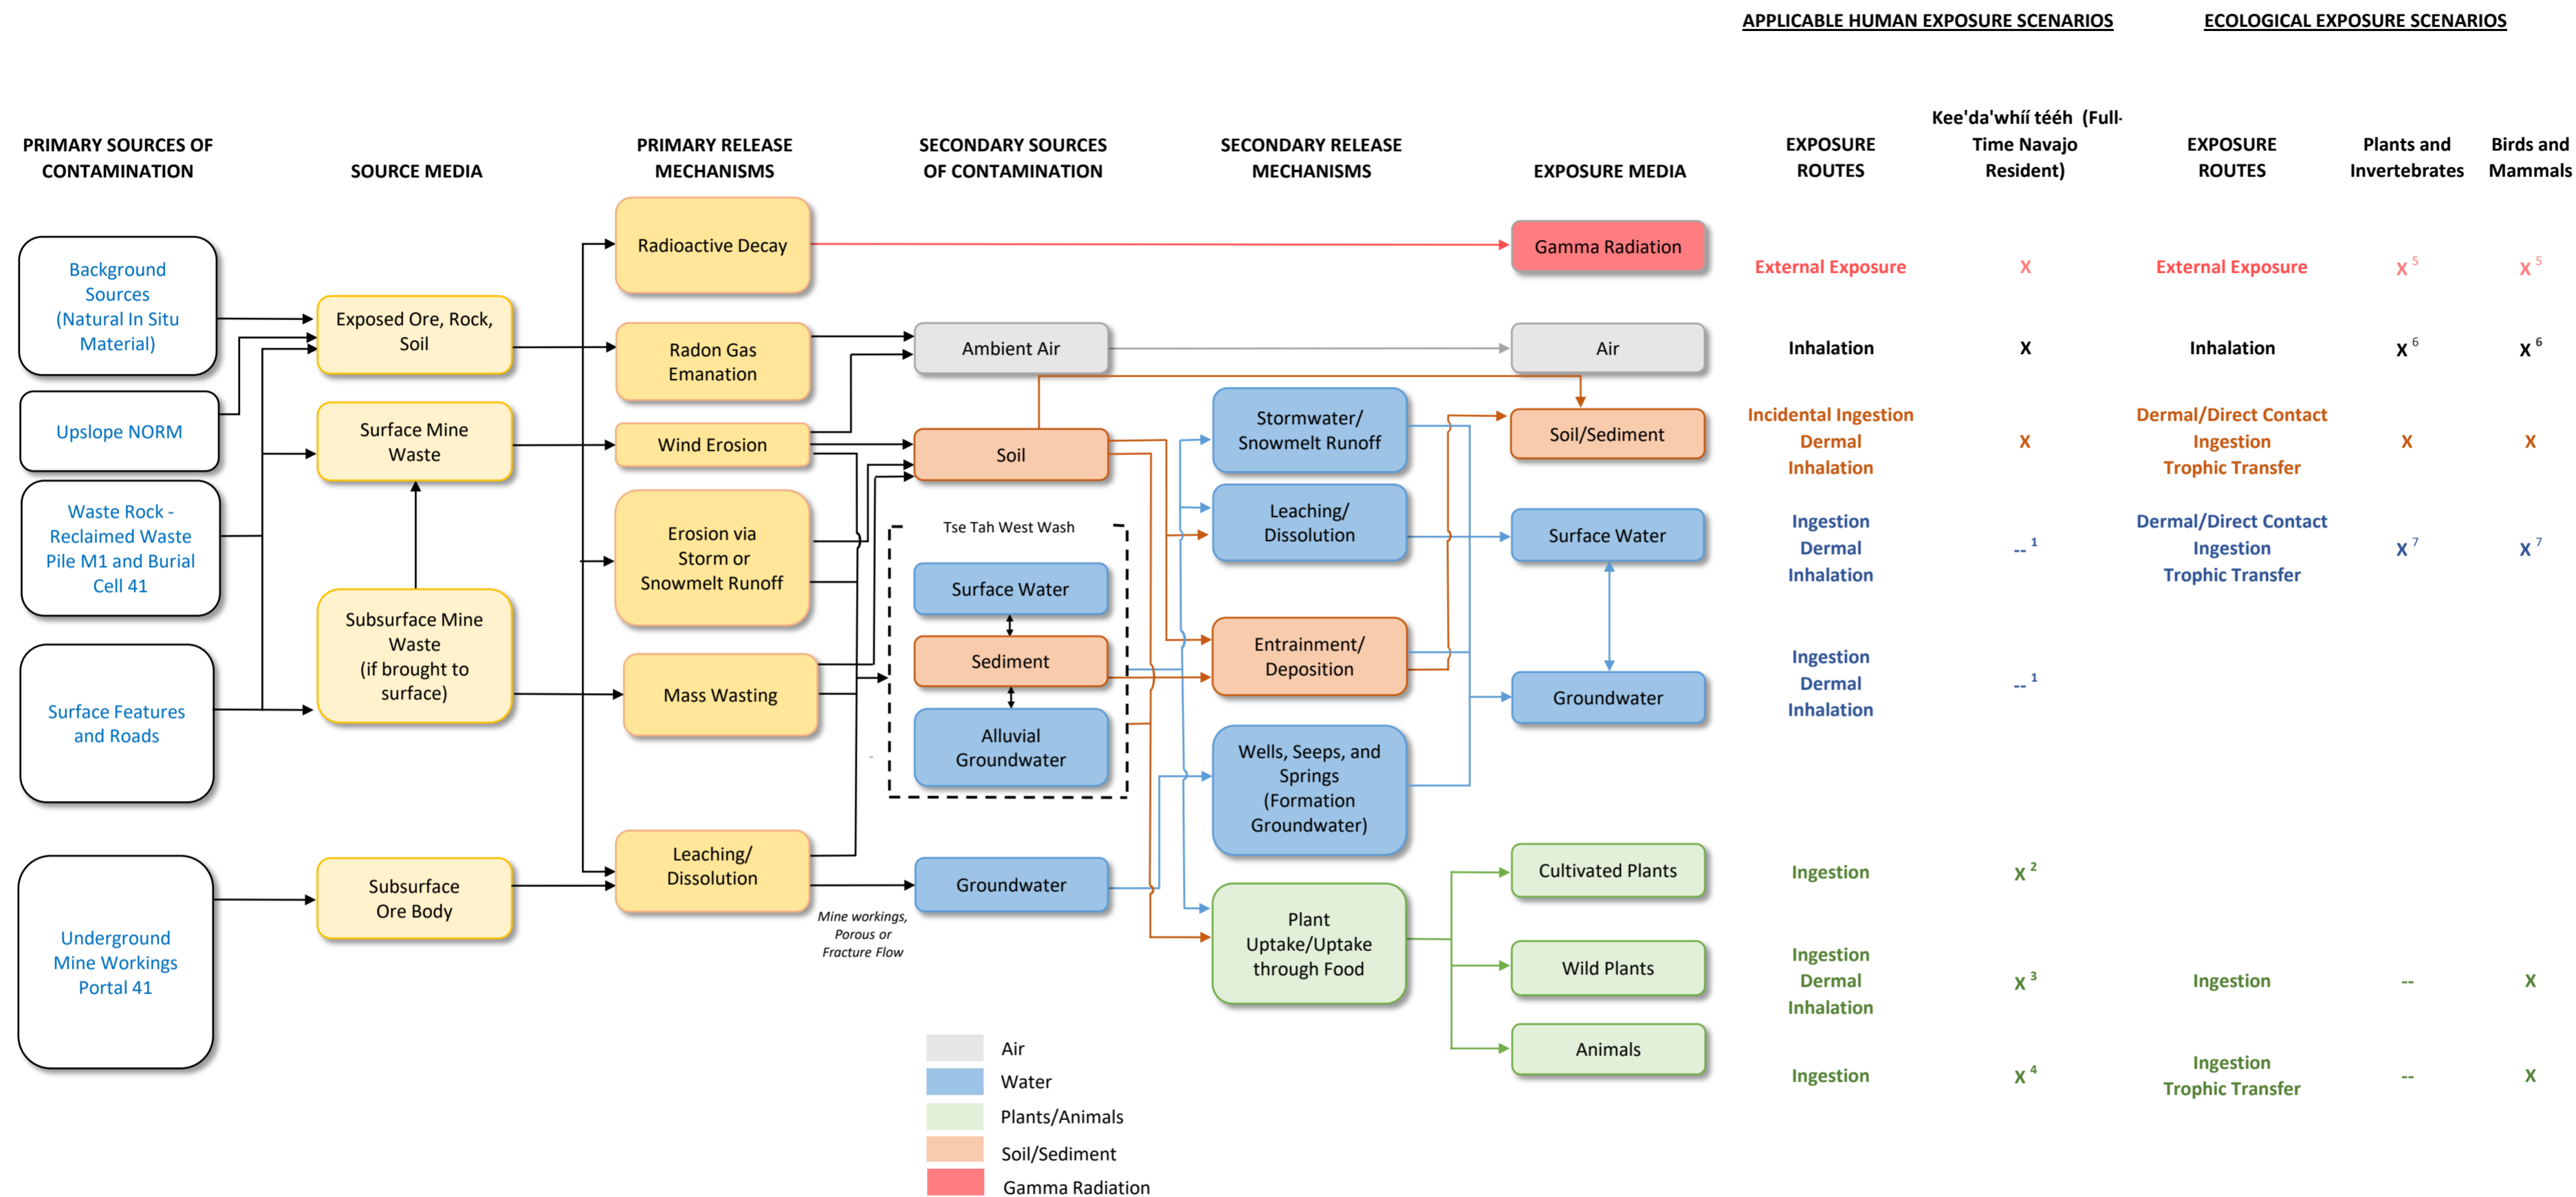 APPLICABLE HUMAN EXPOSURE SCENARIOS
ECOLOGICAL EXPOSURE SCENARIOS
PRIMARY SOURCES OF
CONTAMINATION
SOURCE MEDIA
PRIMARY RELEASE
MECHANISMS
SECONDARY SOURCES
OF CONTAMINATION
SECONDARY RELEASE
MECHANISMS
EXPOSURE MEDIA
EXPOSURE
ROUTES
Kee'da'whíí tééh (Full-
Time Navajo
Resident)
EXPOSURE
ROUTES
Plants and
Invertebrates
Birds and
Mammals
Background
Sources
(Natural In Situ
Material)
Upslope NORM
Waste Rock -
Reclaimed Waste
Pile M1 and Burial
Cell 41
Surface Features
and Roads
Underground
Mine Workings
Portal 41
Exposed Ore, Rock,
Soil
Surface Mine
Waste
Subsurface Mine
Waste
(if brought to
surface)
Subsurface
Ore Body
Radioactive Decay
Radon Gas
Emanation
Wind Erosion
Erosion via
Storm or
Snowmelt Runoff
Mass Wasting
Leaching/
Dissolution
Mine workings,
Porous or
Fracture Flow
Ambient Air
Soil
Tse Tah West Wash
Surface Water
Sediment
Alluvial
Groundwater
Groundwater
Stormwater/
Snowmelt Runoff
Leaching/
Dissolution
Entrainment/
Deposition
Wells, Seeps, and
Springs
(Formation
Groundwater)
Plant
Uptake/Uptake
through Food
Gamma Radiation
Air
Soil/Sediment
Surface Water
Groundwater
Cultivated Plants
Wild Plants
Animals
External Exposure
X
External Exposure
X 5
X 5
Inhalation
X
Inhalation
X 6
X 6
Incidental Ingestion
Dermal
Inhalation
X
Dermal/Direct Contact
Ingestion
Trophic Transfer
X
X
Ingestion
Dermal
Inhalation
-- 1
Dermal/Direct Contact
Ingestion
Trophic Transfer
X 7
X 7
Ingestion
Dermal
Inhalation
-- 1
Ingestion
X 2
Ingestion
Dermal
Inhalation
X 3
Ingestion
--
X
Ingestion
X 4
Ingestion
Trophic Transfer
--
X
Air
Water
Plants/Animals
Soil/Sediment
Gamma Radiation